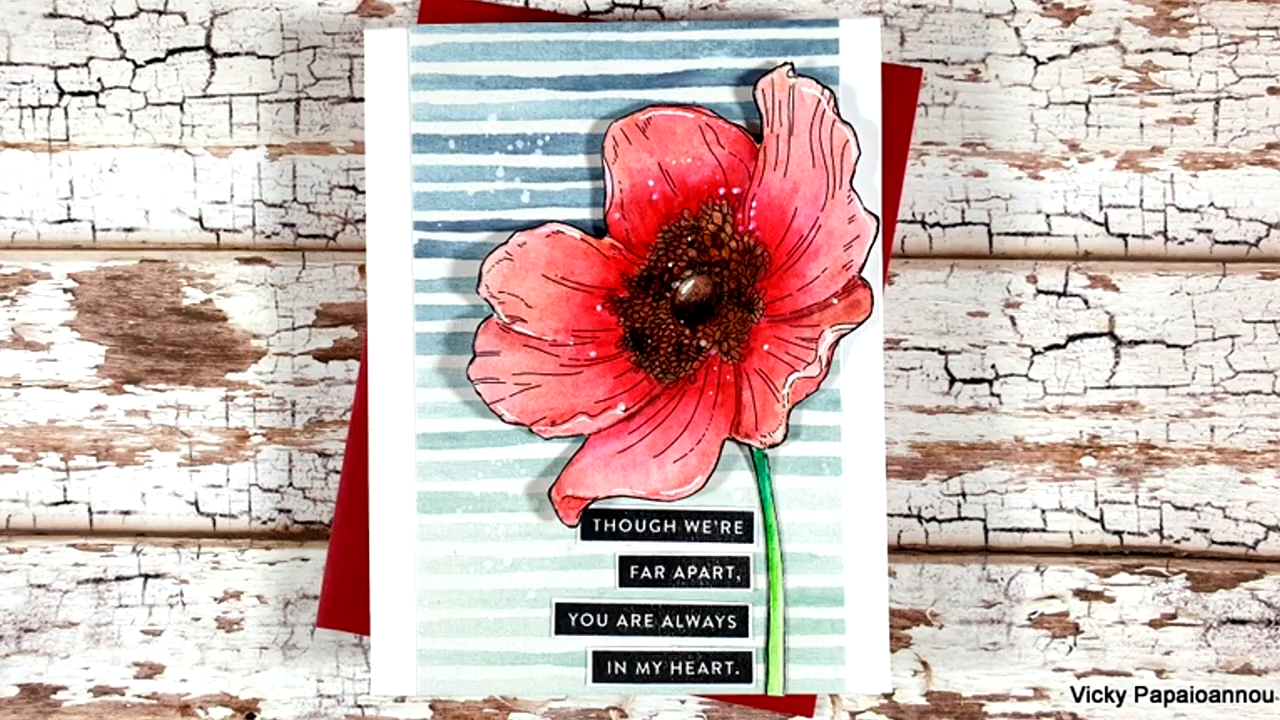 THOUGH WE'RE
FAR APART,
YOU ARE ALWAYS
IN MY HEART.
Vicky Papaioannou.